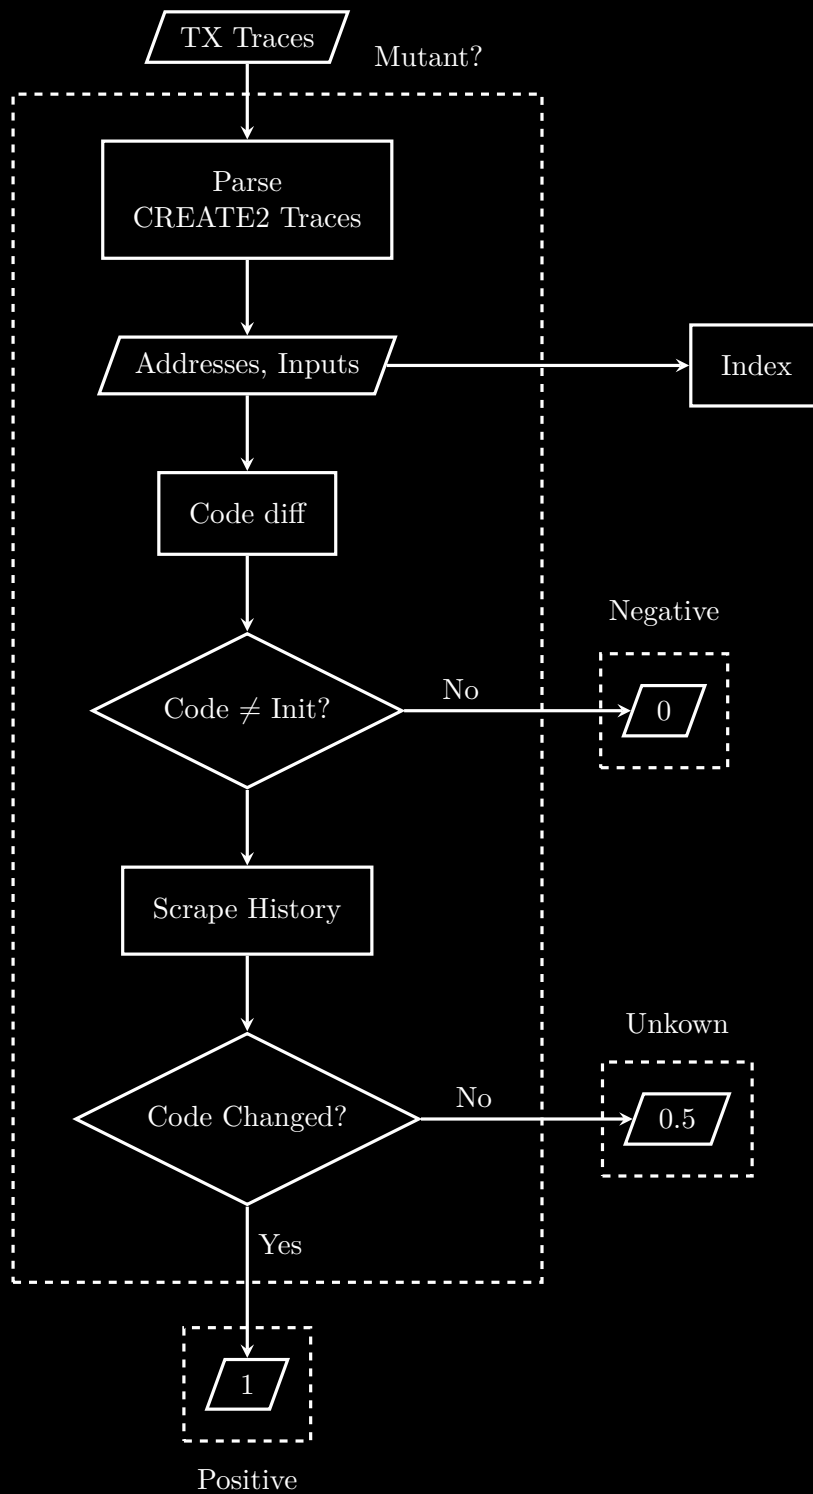 TX Traces
Mutant?
Parse
CREATE2 Traces
Addresses, Inputs
Index
Code diff
Negative
Code ≠ Init?
No
0
Scrape History
Unkown
Code Changed?
No
0.5
Yes
1
Positive